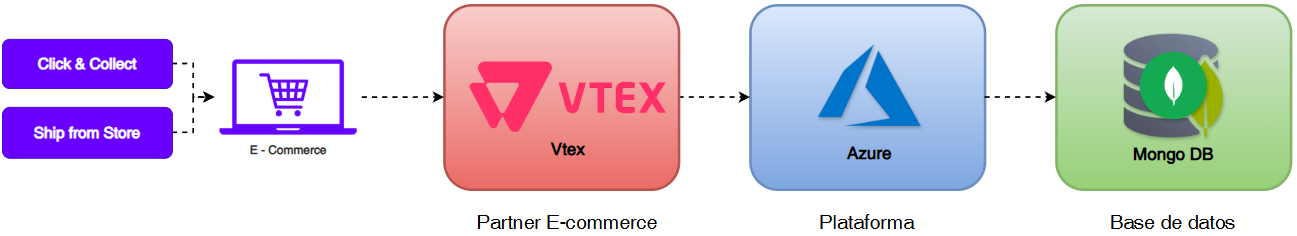 Click & Collect
Ship from Store
E - Commerce
VTEX
Vtex
Partner E-commerce
Azure
Plataforma
Mongo DB
Base de datos